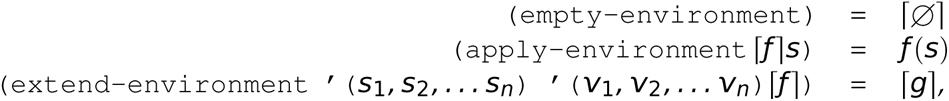 (empty-environment) = ⌈∅⌉
(apply-environment ⌈f⌉s) = f(s)
(extend-environment ′(s₁,s₂,…sₙ) ′(v₁,v₂,…vₙ)⌈f⌉) = ⌈g⌉,